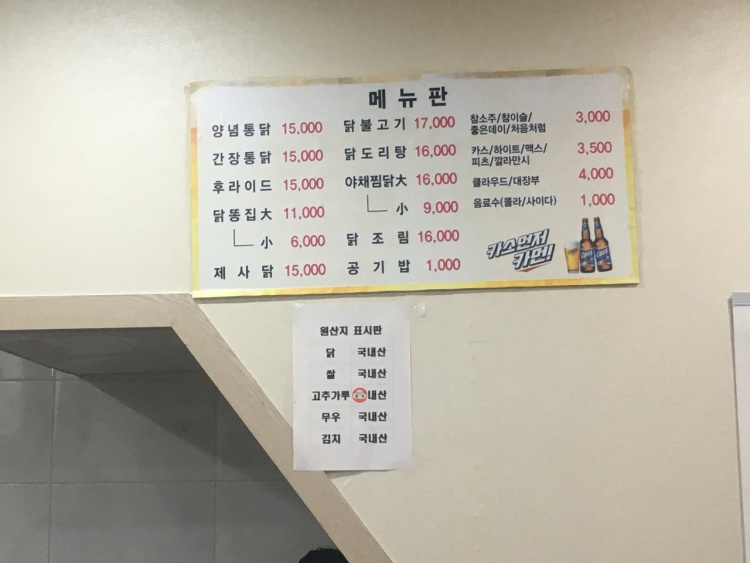 메뉴판
양념통닭 15,000
간장통닭 15,000
후라이드 15,000
닭똥집大 11,000
小 6,000
제사닭 15,000
닭불고기 17,000
닭도리탕 16,000
야채찜닭大 16,000
小 9,000
닭조림 16,000
공기밥 1,000
참소주/참이슬/
좋은데이/처음처럼 3,000
카스/하이트/맥스/
피츠/깔라만시 3,500
클라우드/대장부 4,000
음료수(콜라/사이다) 1,000
카스먼저
카면!
원산지 표시판
닭 국내산
쌀 국내산
고추가루 내산
무우 국내산
김치 국내산